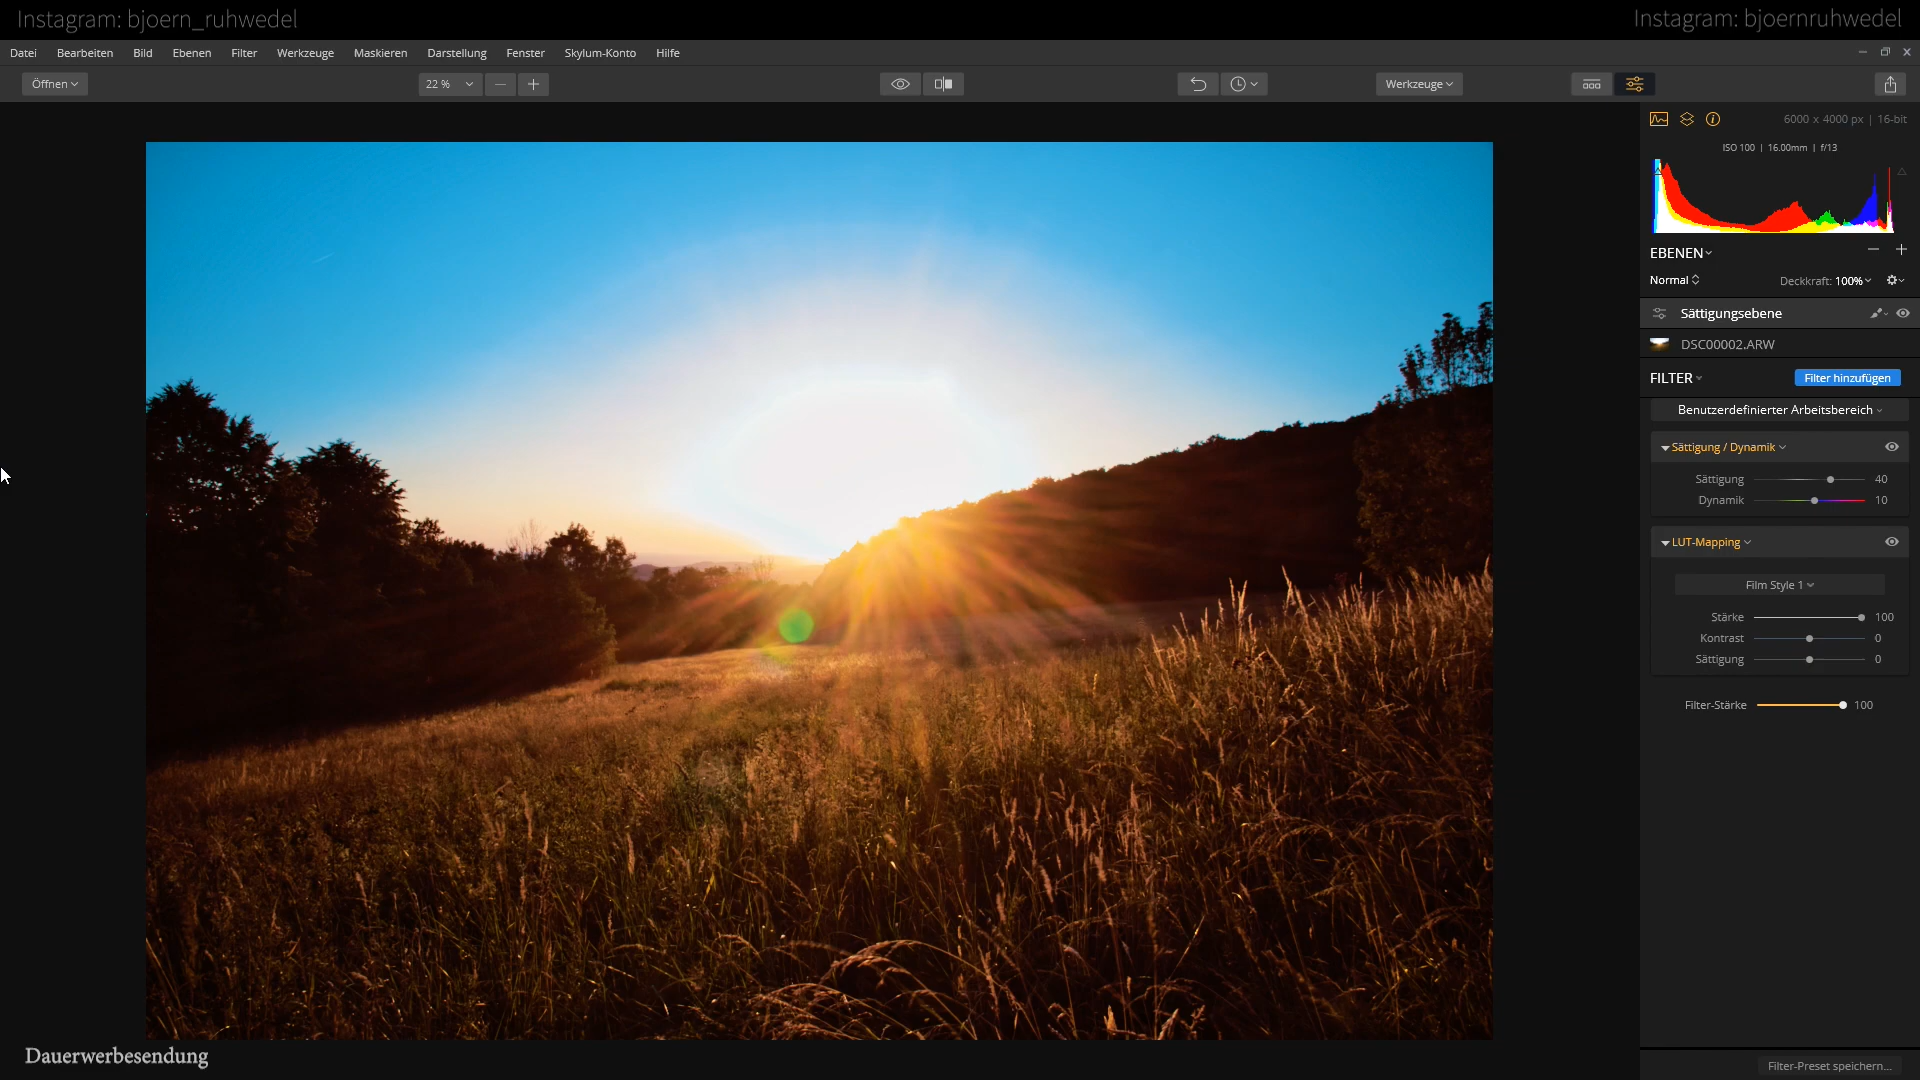 Instagram: bjoern_ruhwedel
Instagram: bjoernruhwedel
Datei Bearbeiten Bild Ebenen Filter Werkzeuge Maskieren Darstellung Fenster Skylum-Konto Hilfe
Öffnen 22 % Werkzeuge
6000 x 4000 px | 16-bit
ISO 100 | 16.00mm | f/13
EBENEN
Normal Deckkraft: 100%
Sättigungsebene
DSC00002.ARW
FILTER Filter hinzufügen
Benutzerdefinierter Arbeitsbereich
Sättigung / Dynamik
Sättigung 40
Dynamik 10
LUT-Mapping
Film Style 1
Stärke 100
Kontrast 0
Sättigung 0
Filter-Stärke 100
Dauerwerbesendung
Filter-Preset speichern...